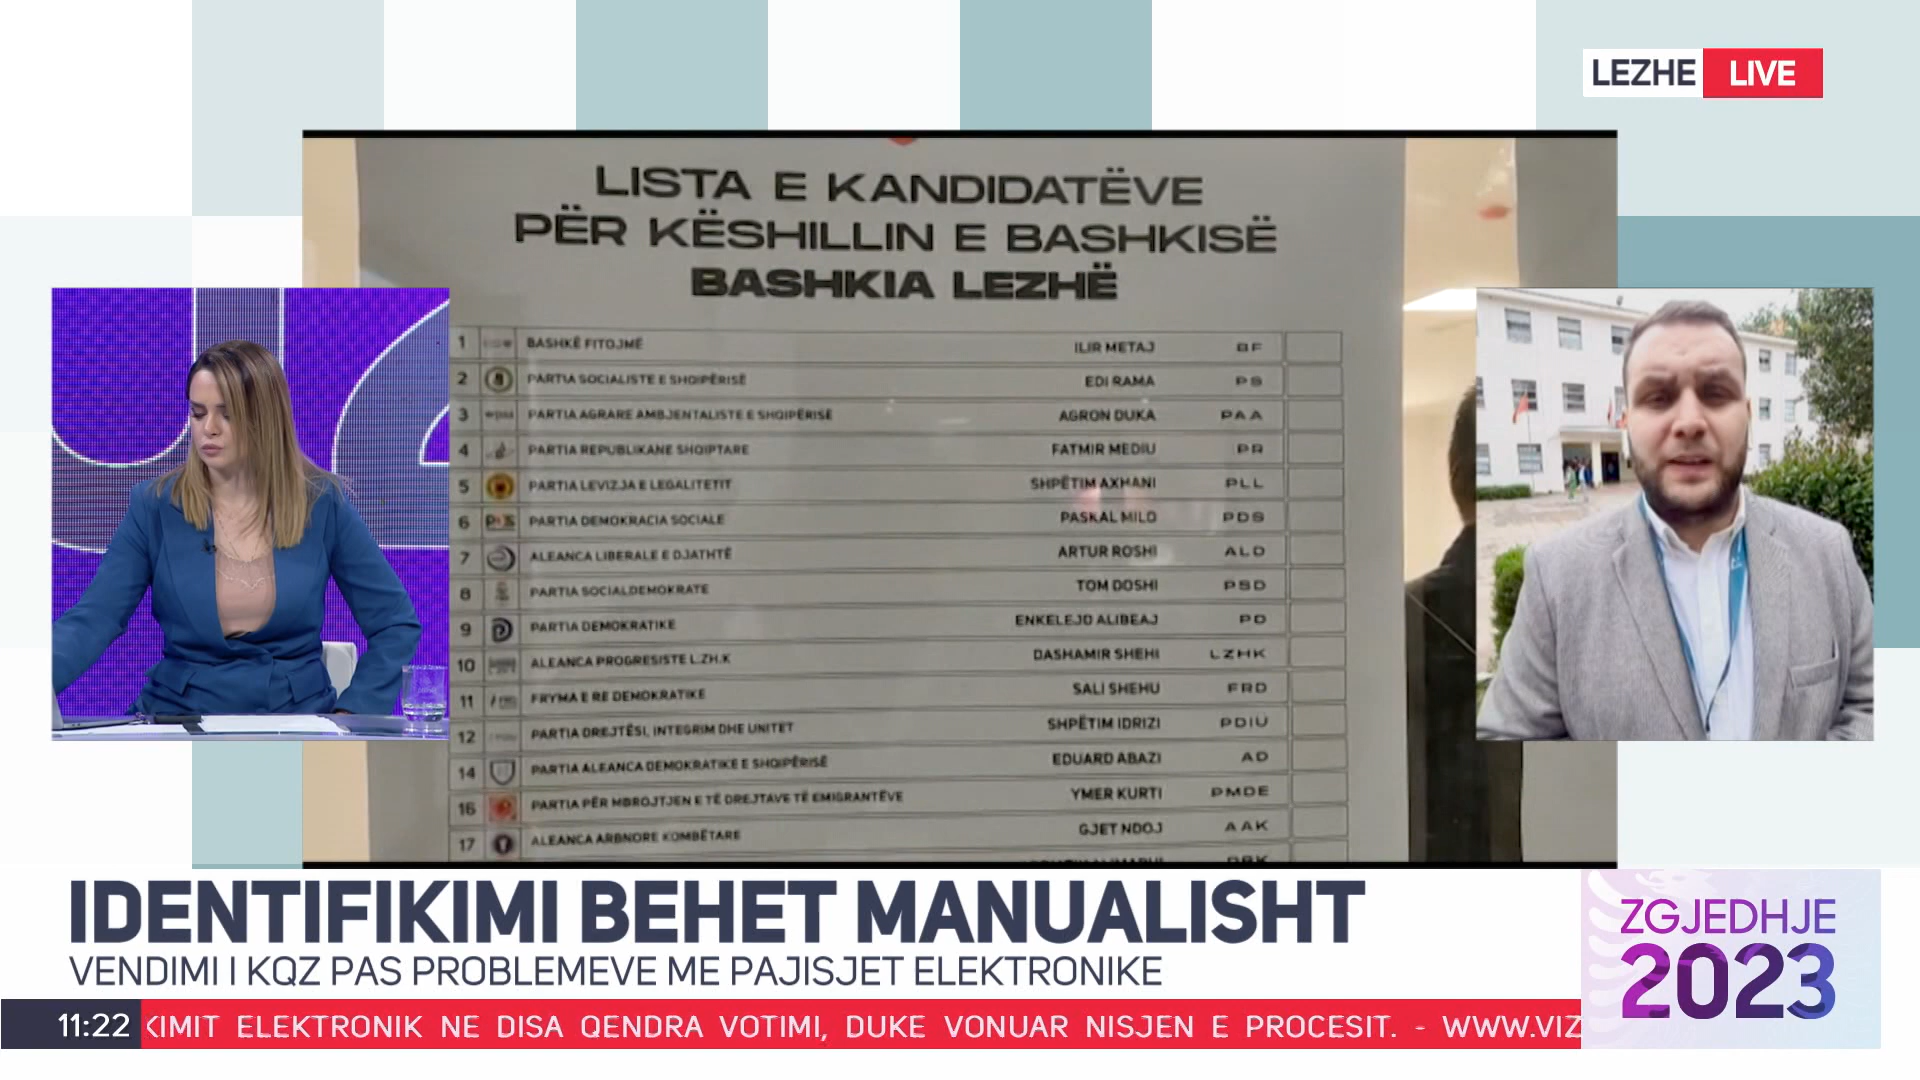 LEZHE LIVE
LISTA E KANDIDATËVE
PËR KËSHILLIN E BASHKISË
BASHKIA LEZHË
1 BASHKË FITOJMË ILIR METAJ BF
2 PARTIA SOCIALISTE E SHQIPËRISË EDI RAMA PS
3 PARTIA AGRARE AMBJENTALISTE E SHQIPËRISË AGRON DUKA PAA
4 PARTIA REPUBLIKANE SHQIPTARE FATMIR MEDIU PR
5 PARTIA LEVIZJA E LEGALITETIT SHPËTIM AXHANI PLL
6 PARTIA DEMOKRACIA SOCIALE PASKAL MILO PDS
7 ALEANCA LIBERALE E DJATHTË ARTUR ROSHI ALD
8 PARTIA SOCIALDEMOKRATE TOM DOSHI PSD
9 PARTIA DEMOKRATIKE ENKELEJD ALIBEAJ PD
10 ALEANCA PROGRESISTE L.ZH.K DASHAMIR SHEHI LZHK
11 FRYMA E RE DEMOKRATIKE SALI SHEHU FRD
12 PARTIA DREJTËSI, INTEGRIM DHE UNITET SHPËTIM IDRIZI PDIU
14 PARTIA ALEANCA DEMOKRATIKE E SHQIPËRISË EDUARD ABAZI AD
16 PARTIA PËR MBROJTJEN E TË DREJTAVE TË EMIGRANTËVE YMER KURTI PMDE
17 ALEANCA ARBNORE KOMBËTARE GJET NDOJ AAK
IDENTIFIKIMI BEHET MANUALISHT
VENDIMI I KQZ PAS PROBLEMEVE ME PAJISJET ELEKTRONIKE
ZGJEDHJE
2023
11:22 KIMIT ELEKTRONIK NE DISA QENDRA VOTIMI, DUKE VONUAR NISJEN E PROCESIT. - WWW.VIZ